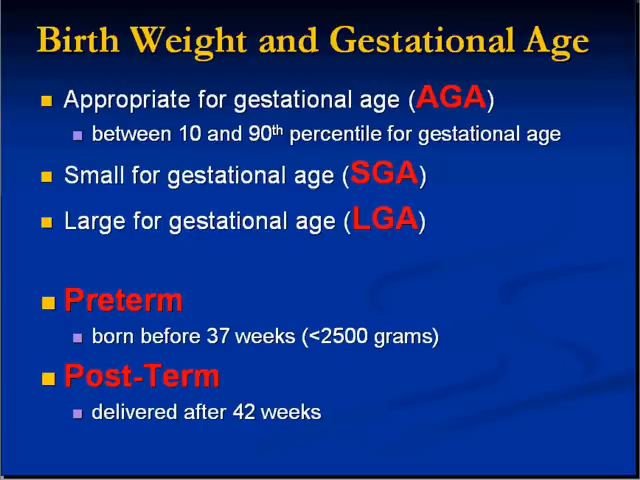 Birth Weight and Gestational Age
Appropriate for gestational age (AGA)
between 10 and 90th percentile for gestational age
Small for gestational age (SGA)
Large for gestational age (LGA)
Preterm
born before 37 weeks (<2500 grams)
Post-Term
delivered after 42 weeks